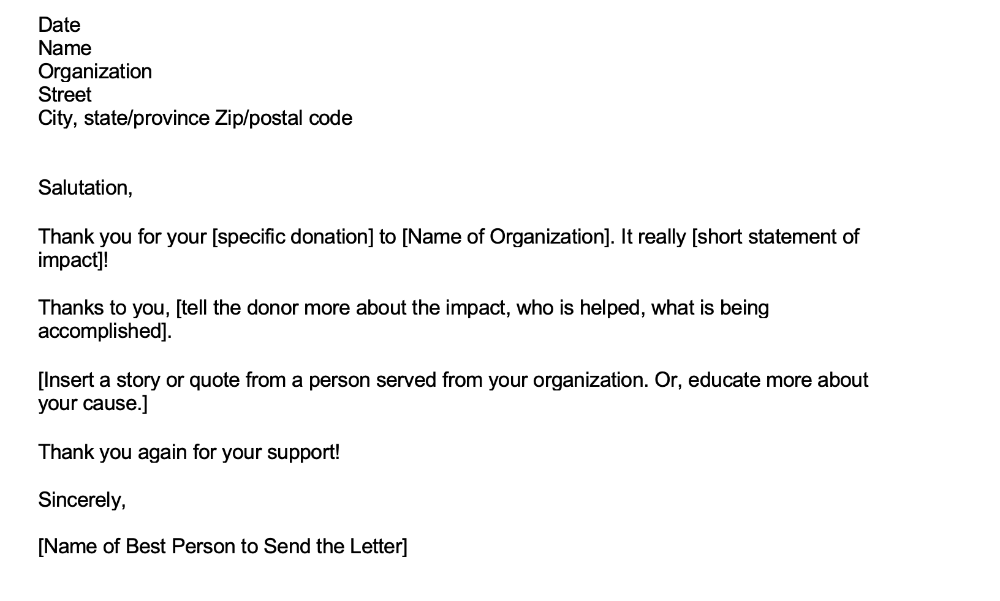 Date
Name
Organization
Street
City, state/province Zip/postal code
Salutation,
Thank you for your [specific donation] to [Name of Organization]. It really [short statement of
impact]!
Thanks to you, [tell the donor more about the impact, who is helped, what is being
accomplished].
[Insert a story or quote from a person served from your organization. Or, educate more about
your cause.]
Thank you again for your support!
Sincerely,
[Name of Best Person to Send the Letter]